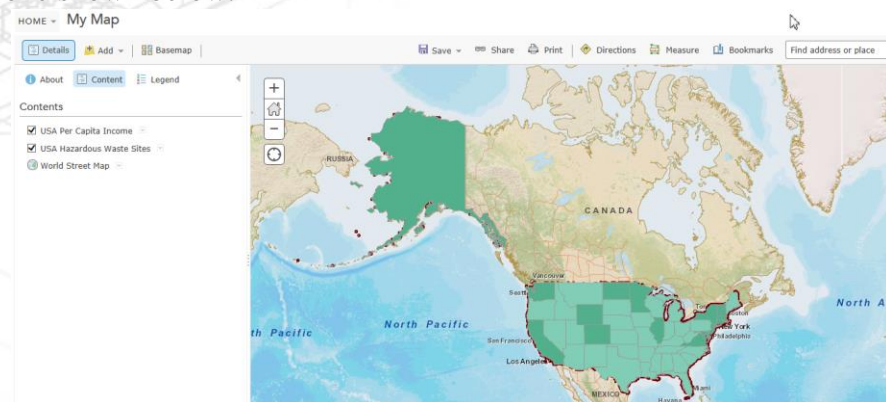 HOME My Map
Details Add Basemap Save Share Print Directions Measure Bookmarks Find address or place
About Content Legend
Contents
USA Per Capita Income
USA Hazardous Waste Sites
World Street Map
RUSSIA
CANADA
Vancouver
North A
North Pacific
th Pacific
San Francisco
York
Philadelphia
Los Angeles
Miami
MEXICO
Havana